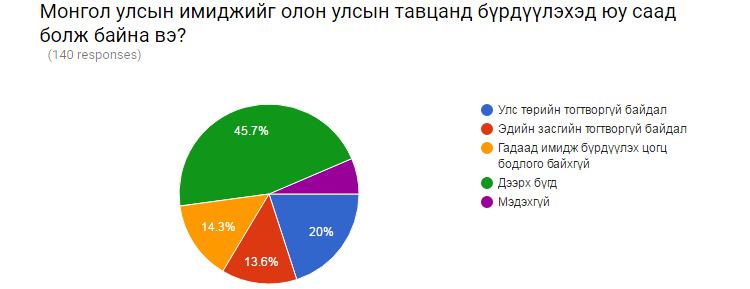 Монгол улсын имиджийг олон улсын тавцанд бүрдүүлэхэд юу саад
болж байна вэ?
(140 responses)
45.7%
14.3%
13.6%
20%
Улс төрийн тогтворгүй байдал
Эдийн засгийн тогтворгүй байдал
Гадаад имидж бүрдүүлэх цогц
бодлого байхгүй
Дээрх бүгд
Мэдэхгүй